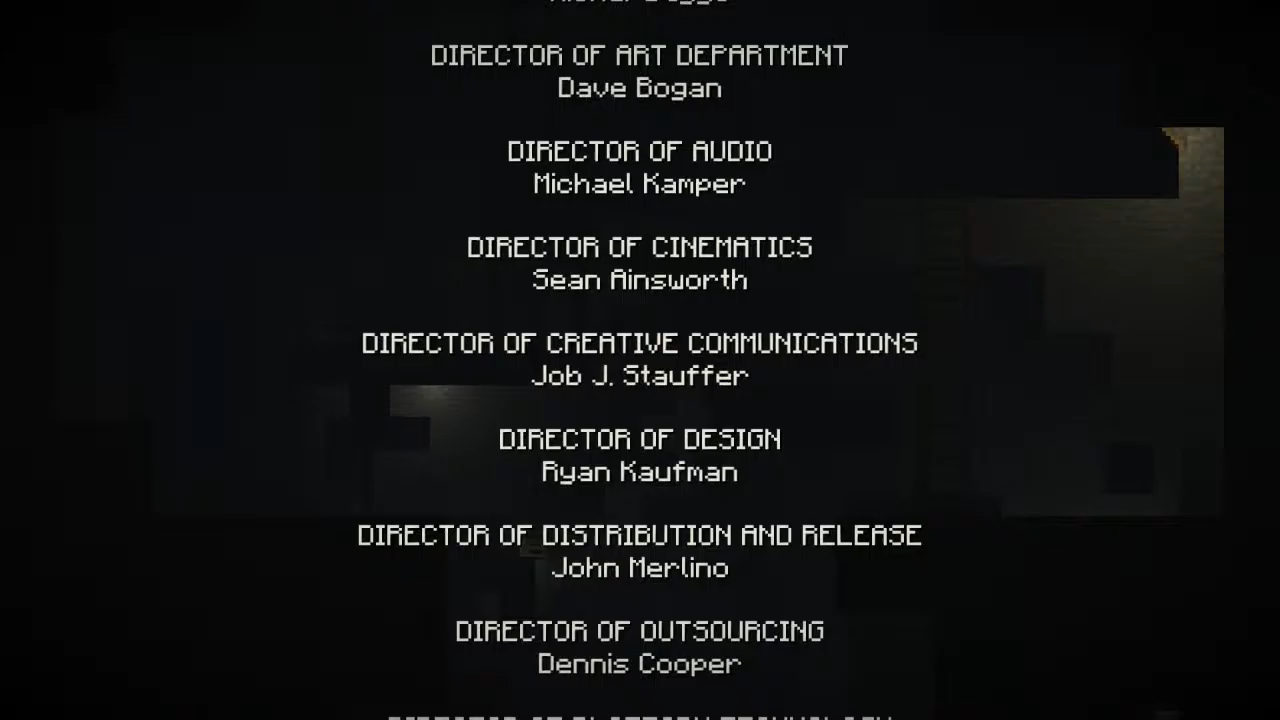 DIRECTOR OF ART DEPARTMENT
Dave Bogan
DIRECTOR OF AUDIO
Michael Kamper
DIRECTOR OF CINEMATICS
Sean Ainsworth
DIRECTOR OF CREATIVE COMMUNICATIONS
Job J. Stauffer
DIRECTOR OF DESIGN
Ryan Kaufman
DIRECTOR OF DISTRIBUTION AND RELEASE
John Merlino
DIRECTOR OF OUTSOURCING
Dennis Cooper